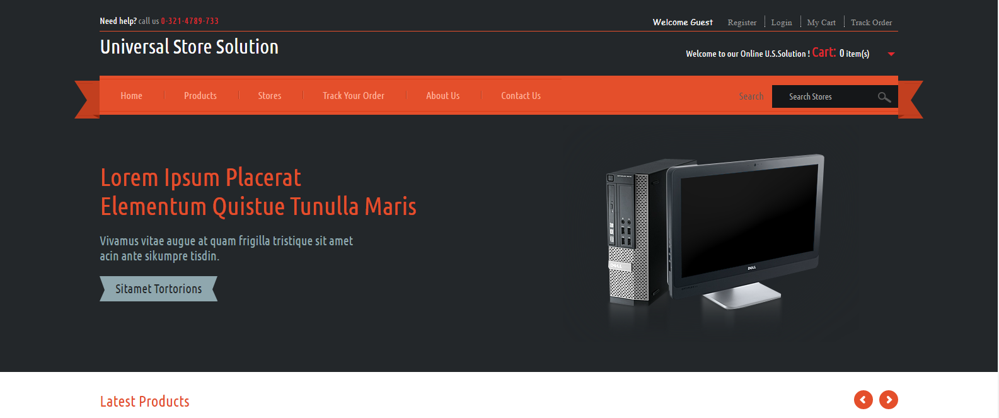 Need help? call us 0-321-4789-733
Welcome Guest Register Login My Cart Track Order
Universal Store Solution
Welcome to our Online U.S.Solution ! Cart: 0 item(s)
Home Products Stores Track Your Order About Us Contact Us Search Search Stores
Lorem Ipsum Placerat
Elementum Quistue Tunulla Maris
Vivamus vitae augue at quam frigilla tristique sit amet
acin ante sikumpre tisdin.
Sitamet Tortorions
DELL
DELL
Latest Products